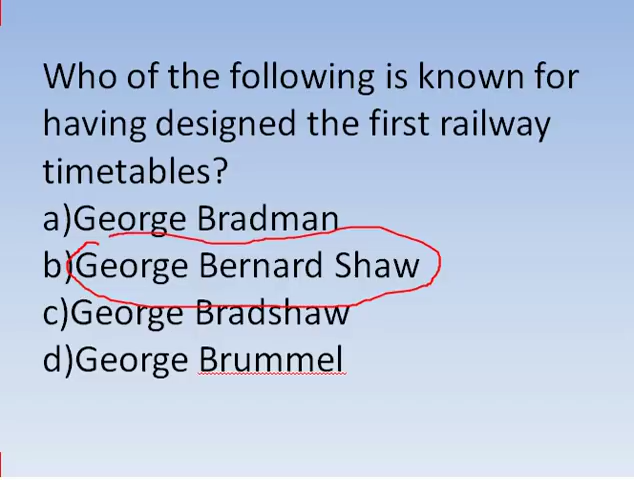 Who of the following is known for
having designed the first railway
timetables?
a)George Bradman
b)George Bernard Shaw
c)George Bradshaw
d)George Brummel